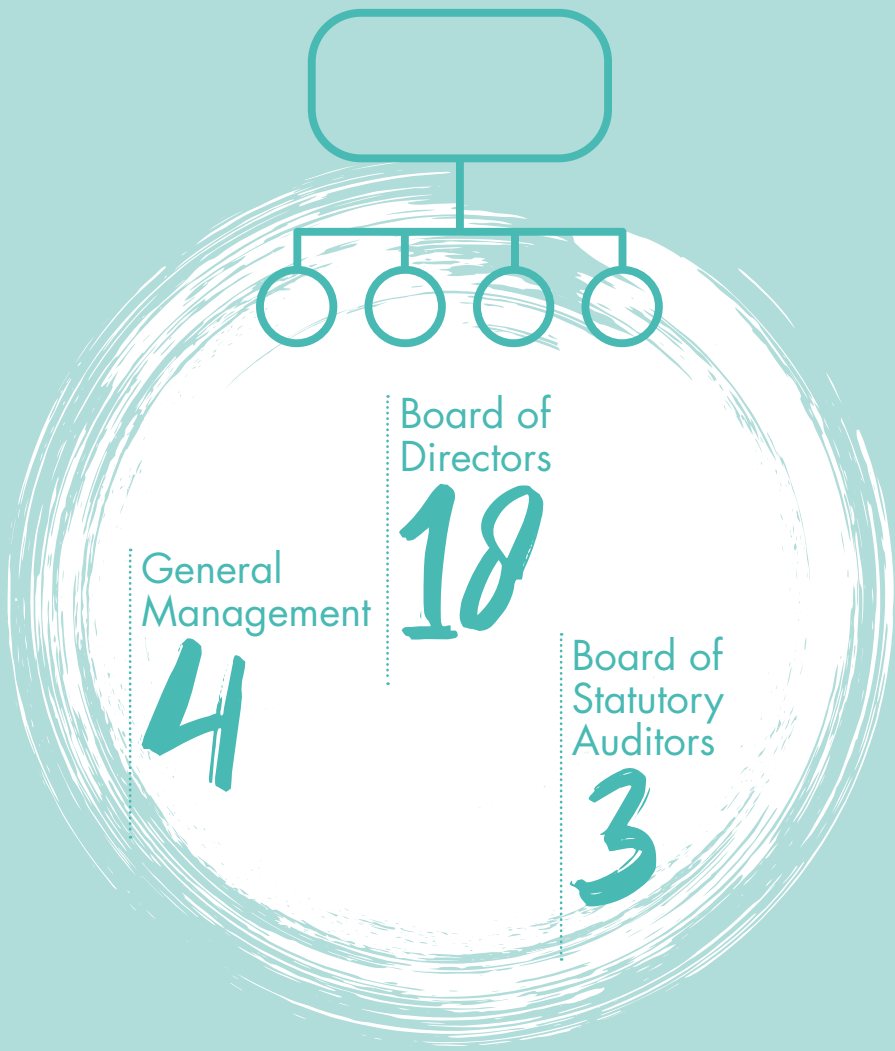 Board of
Directors
18
General
Management
4
Board of
Statutory
Auditors
3